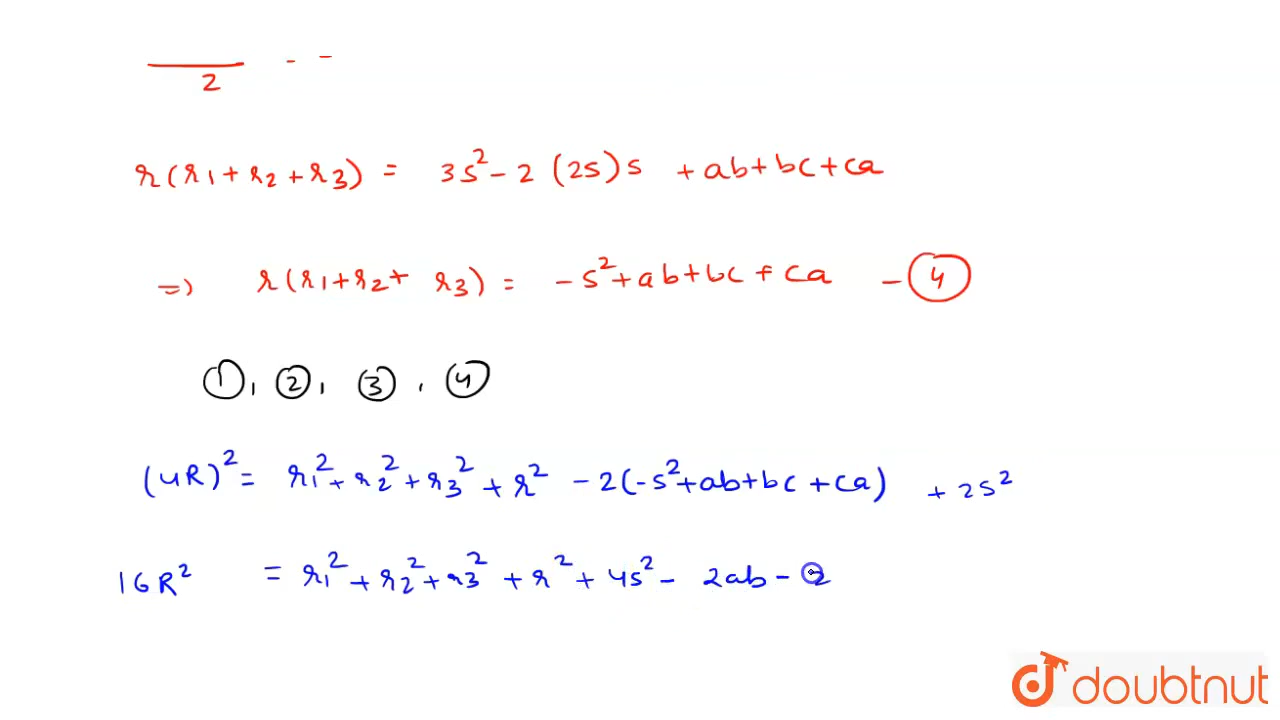 2
r(r1+r2+r3) = 3s²-2(2s)s +ab+bc+ca
=> r(r1+r2+r3) = -s²+ab+bc+ca -④
①, ②, ③, ④
(4R)² = r1²+r2²+r3²+r² -2(-s²+ab+bc+ca) +2s²
16R² = r1²+r2²+r3²+r²+4s²- 2ab-2
doubtnut